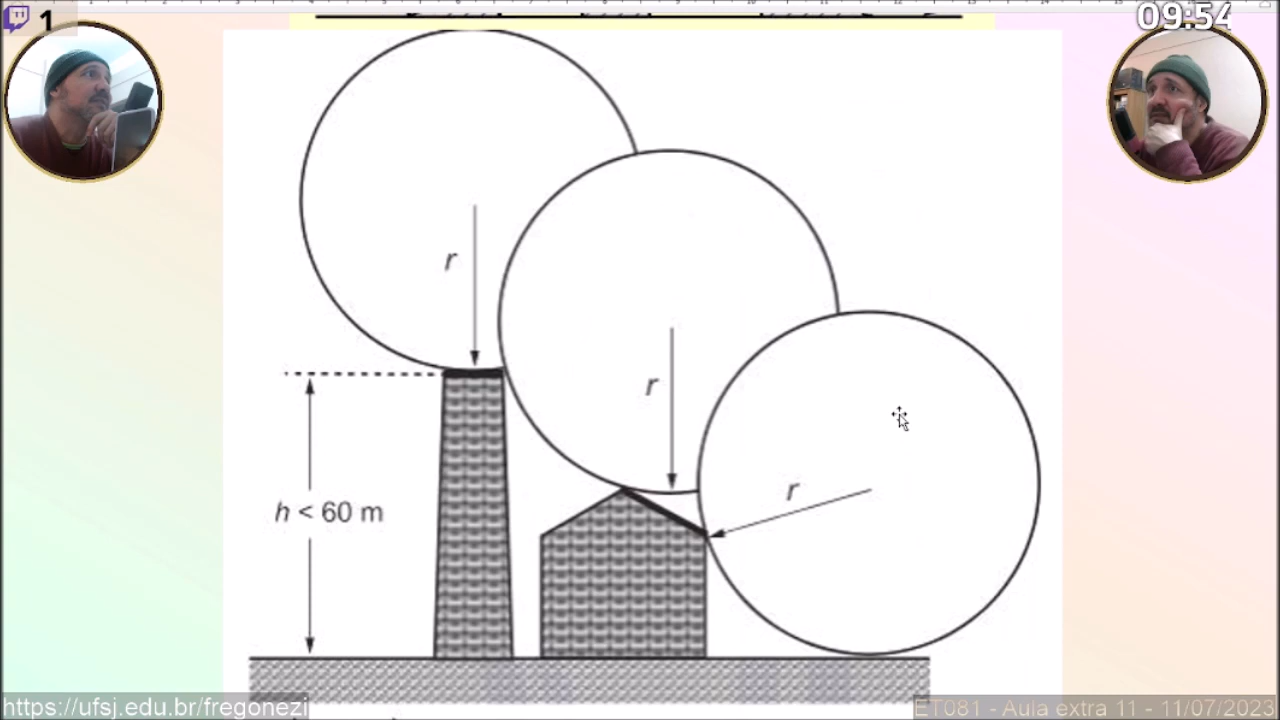 1
09:54
r
r
r
h < 60 m
https://ufsj.edu.br/fregonezi
ET081 - Aula extra 11 - 11/07/2023